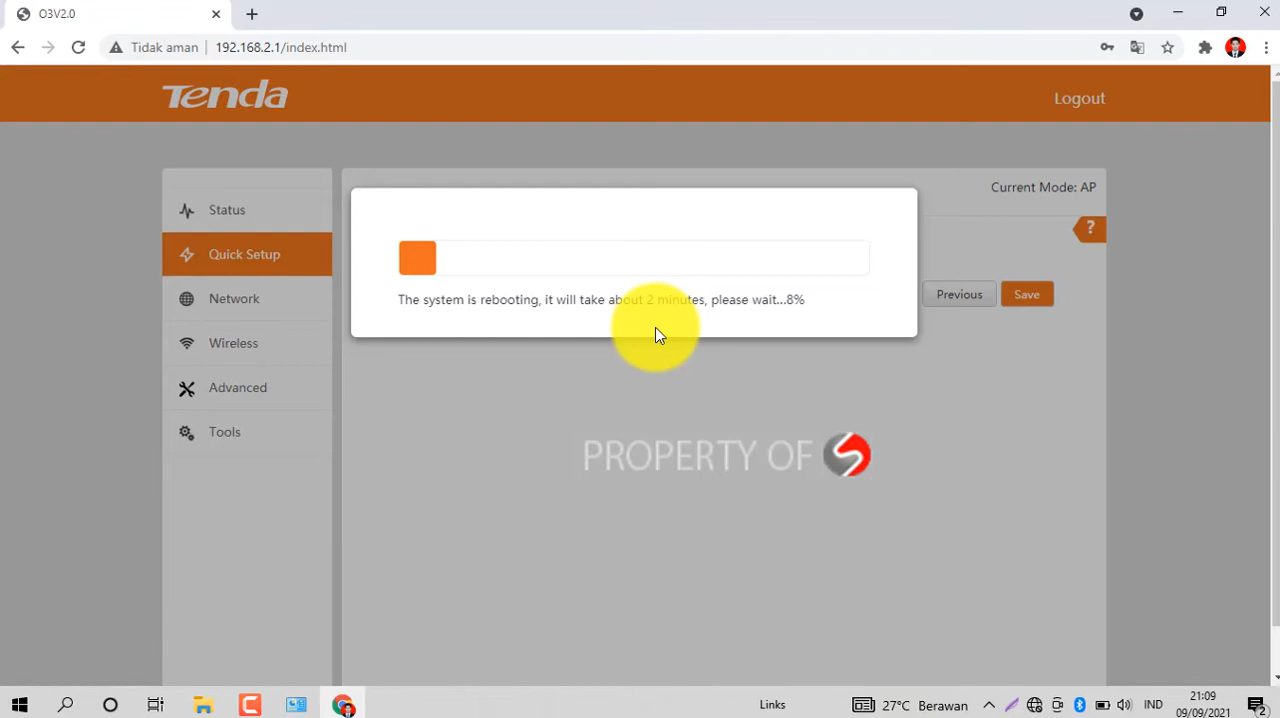 O3V2.0
Tidak aman
192.168.2.1/index.html
Tenda
Logout
Current Mode: AP
Status
Quick Setup
Network
Wireless
Advanced
Tools
?
Previous
Save
The system is rebooting, it will take about 2 minutes, please wait...8%
PROPERTY OF S
Links
27°C Berawan
IND
21:09
09/09/2021
2